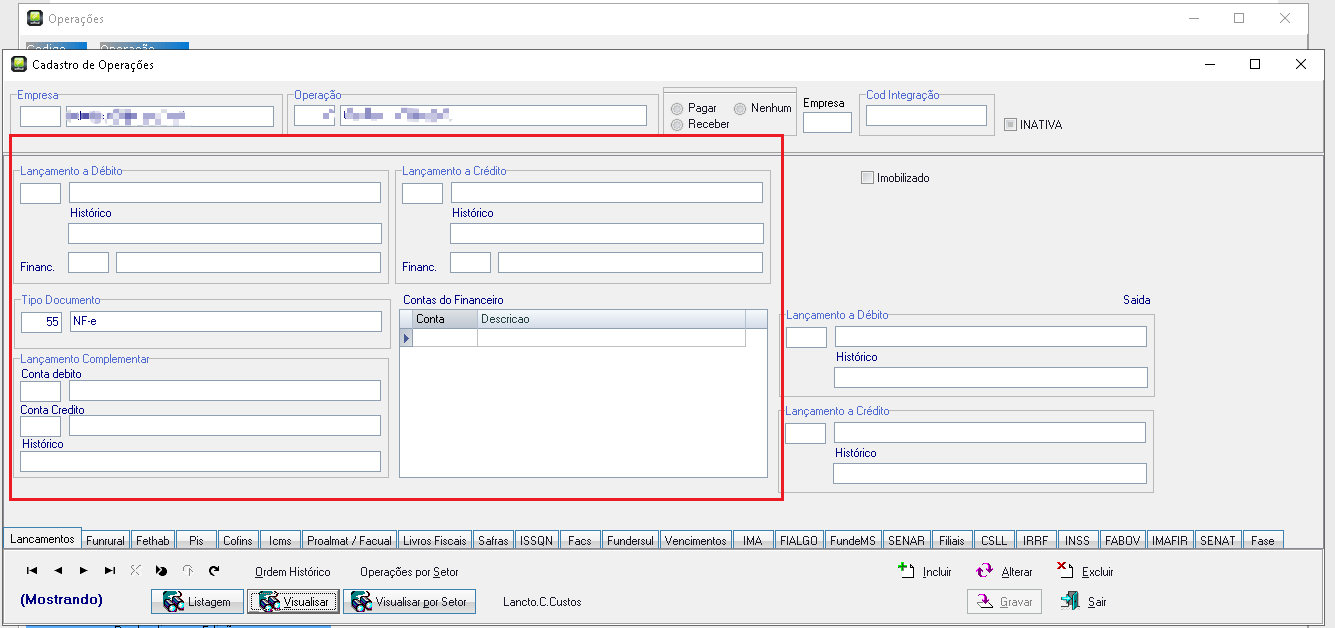 Operações
Codigo Operação
Cadastro de Operações
Empresa
Operação
Pagar
Nenhum
Receber
Empresa
Cod Integração
INATIVA
Lançamento a Débito
Histórico
Financ.
Lançamento a Crédito
Histórico
Financ.
Imobilizado
Tipo Documento
55 NF-e
Contas do Financeiro
Conta Descricao
Saida
Lançamento a Débito
Histórico
Lançamento Complementar
Conta debito
Conta Credito
Histórico
Lançamento a Crédito
Histórico
Lancamentos Funrural Fethab Pis Cofins Icms Proalmat / Facual Livros Fiscais Safras ISSQN Facs Fundersul Vencimentos IMA FIALGO FundeMS SENAR Filiais CSLL IRRF INSS FABOV IMAFIR SENAT Fase
Ordem Histórico Operações por Setor Incluir Alterar Excluir
(Mostrando) Listagem Visualisar Visualisar por Setor Lancto.C.Custos Gravar Sair